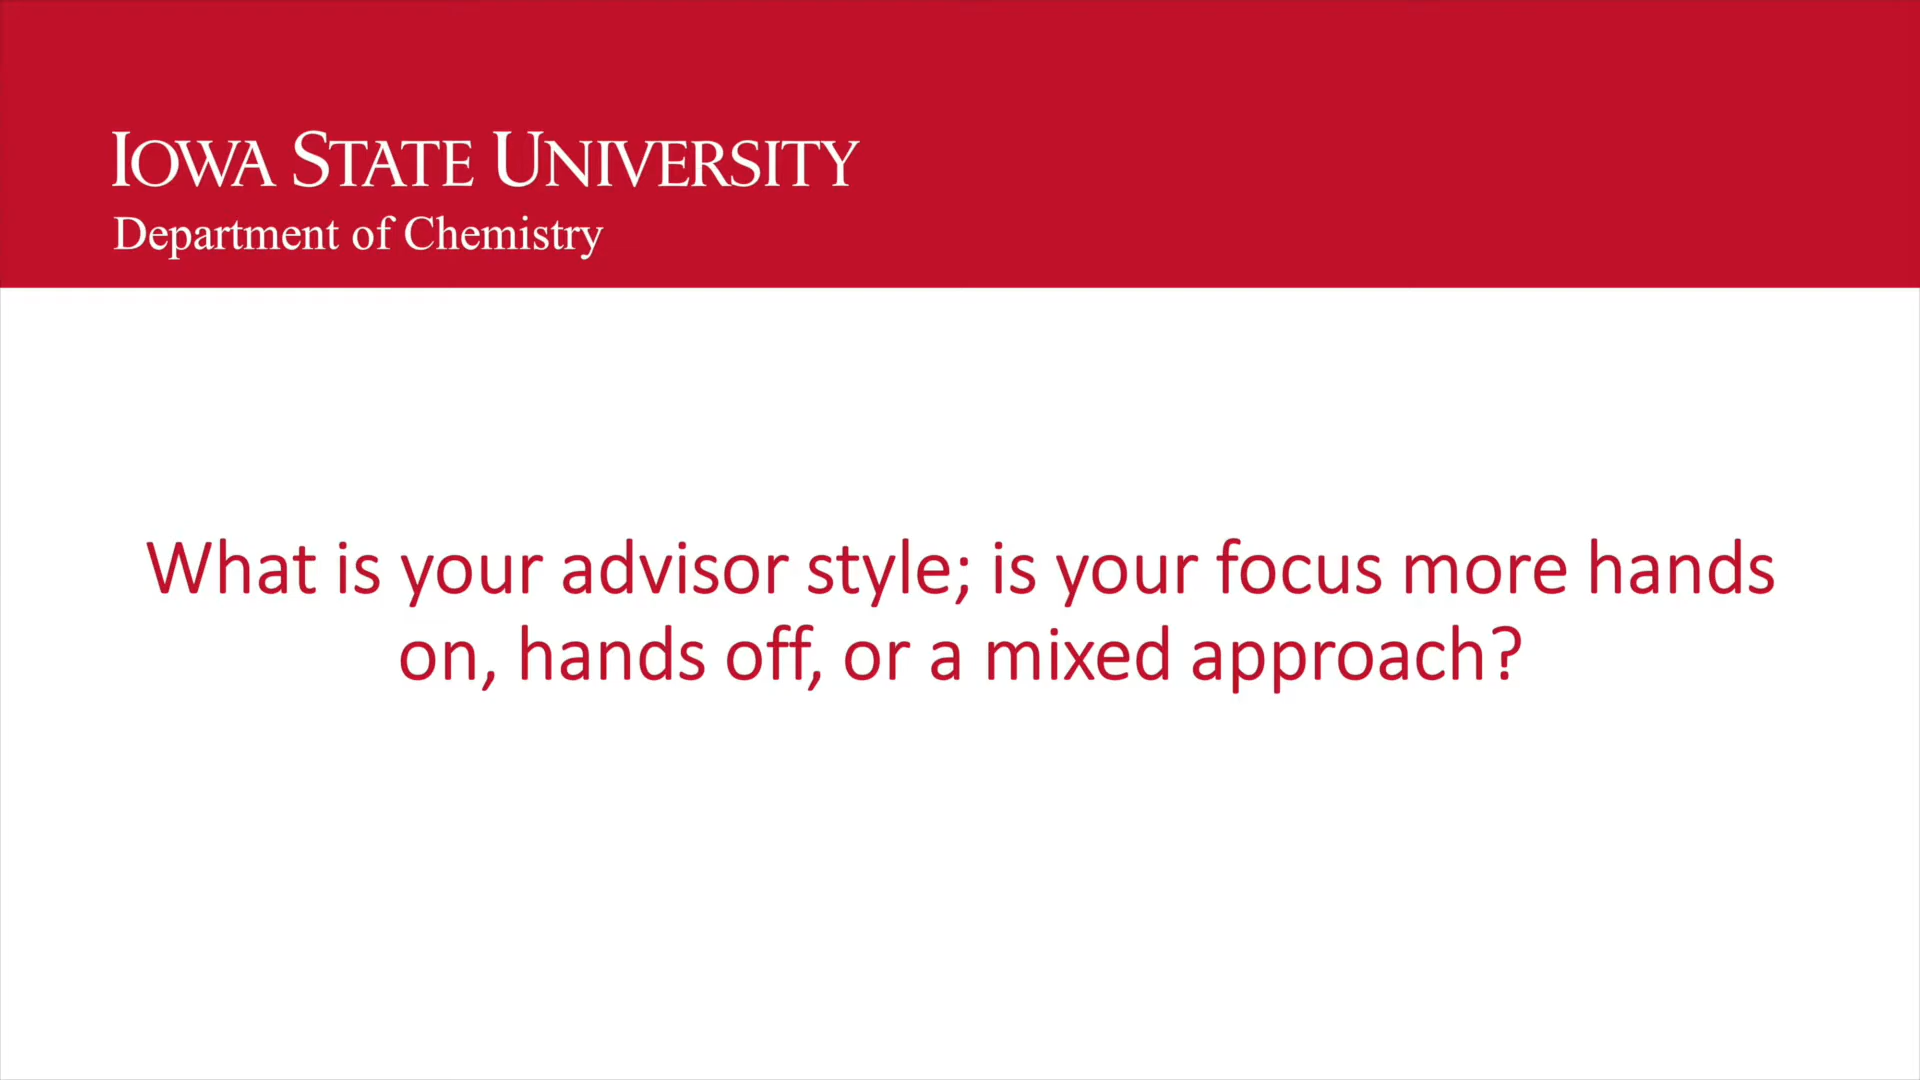 IOWA STATE UNIVERSITY
Department of Chemistry
What is your advisor style; is your focus more hands
on, hands off, or a mixed approach?